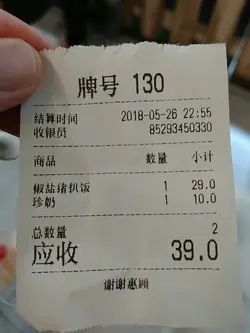 牌号 130
结算时间 2018-05-26 22:55
收银员 85293450330
商品 数量 小计
椒盐猪扒饭 1 29.0
珍奶 1 10.0
总数量 2
应收 39.0
谢谢惠顾